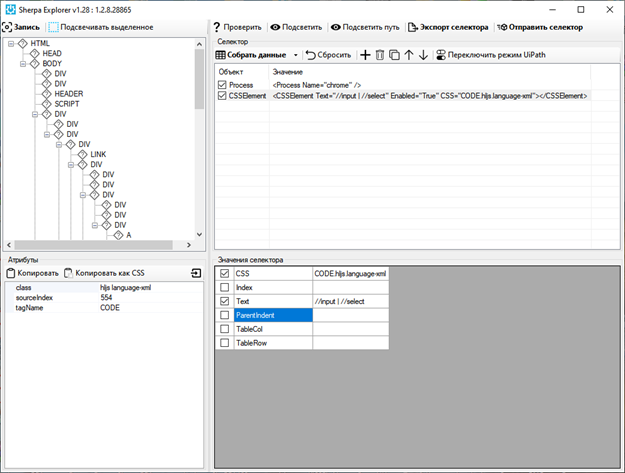 Sherpa Explorer v1.28 : 1.2.8.28865
Запись Подсвечивать выделенное
? Проверить Подсветить Подсветить путь Экспорт селектора Отправить селектор
HTML
HEAD
BODY
DIV
DIV
HEADER
SCRIPT
DIV
DIV
DIV
DIV
LINK
DIV
DIV
DIV
DIV
DIV
DIV
DIV
A
Селектор
Собрать данные Сбросить Переключить режим UiPath
Объект Значение
Process <Process Name="chrome" />
CSSElement <CSSElement Text="//input | //select" Enabled="True" CSS="CODE.hljs.language-xml"></CSSElement>
Атрибуты
Копировать Копировать как CSS
class hljs language-xml
sourceIndex 554
tagName CODE
Значения селектора
CSS CODE.hljs.language-xml
Index
Text //input | //select
ParentIndent
TableCol
TableRow